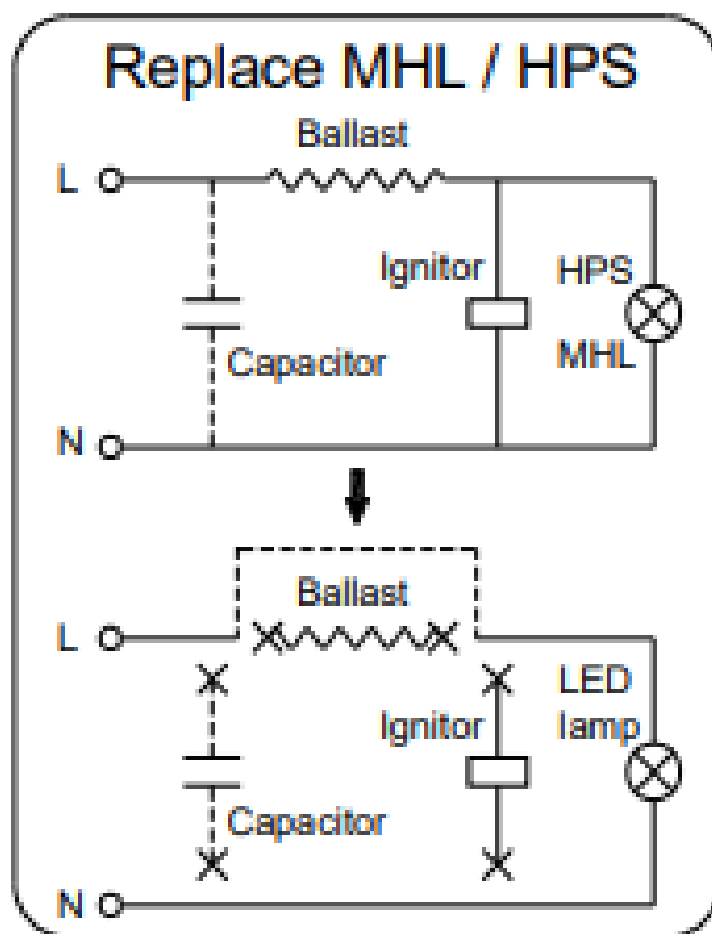 Replace MHL / HPS
Ballast
L
Ignitor
HPS
MHL
Capacitor
N
Ballast
L
LED
lamp
Ignitor
Capacitor
N